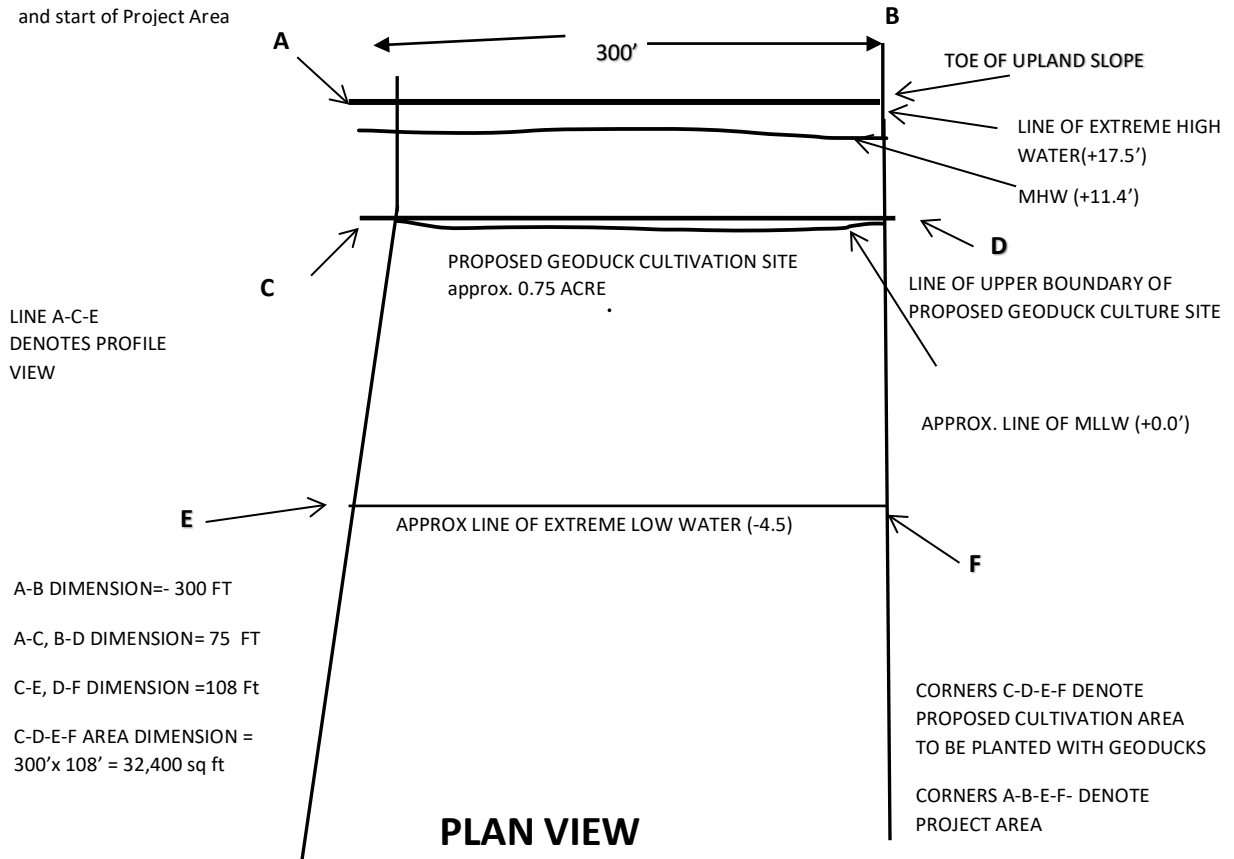 and start of Project Area
B
A
300'
TOE OF UPLAND SLOPE
LINE OF EXTREME HIGH
WATER(+17.5')
MHW (+11.4')
D
C
PROPOSED GEODUCK CULTIVATION SITE
approx. 0.75 ACRE
.
LINE OF UPPER BOUNDARY OF
PROPOSED GEODUCK CULTURE SITE
LINE A-C-E
DENOTES PROFILE
VIEW
APPROX. LINE OF MLLW (+0.0')
E
APPROX LINE OF EXTREME LOW WATER (-4.5)
F
A-B DIMENSION=- 300 FT
A-C, B-D DIMENSION= 75 FT
C-E, D-F DIMENSION =108 Ft
C-D-E-F AREA DIMENSION =
300'x 108' = 32,400 sq ft
CORNERS C-D-E-F DENOTE
PROPOSED CULTIVATION AREA
TO BE PLANTED WITH GEODUCKS
CORNERS A-B-E-F- DENOTE
PROJECT AREA
PLAN VIEW